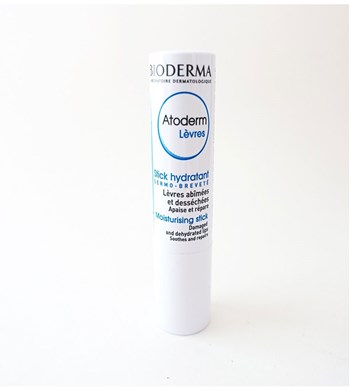 BIODERMA
LABORATOIRE DERMATOLOGIQUE
Atoderm
Lèvres
Stick hydratant
DERMO-BREVETÉ
Lèvres abîmées
et desséchées
Apaise et répare
Moisturising stick
Damaged
and dehydrated lips
Soothes and repairs